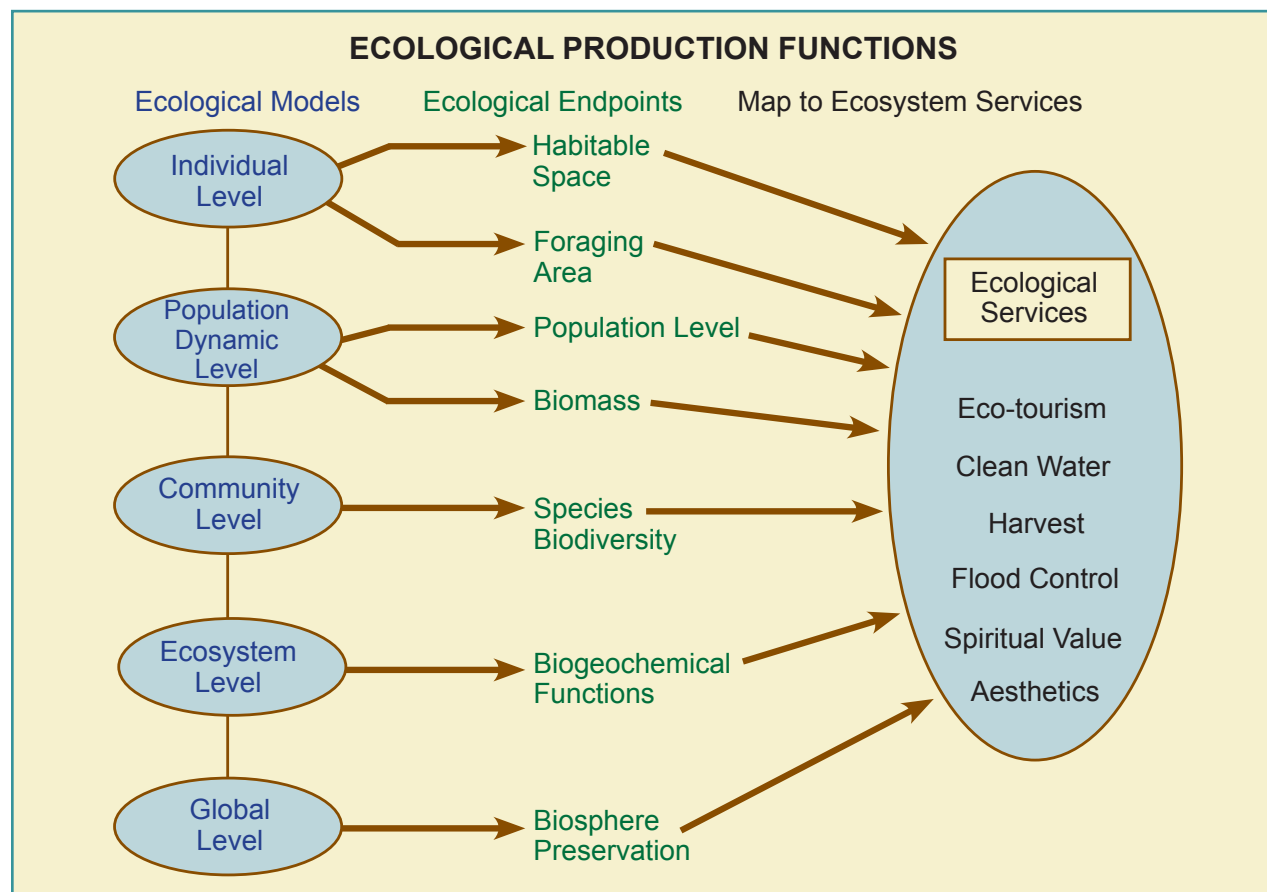 ECOLOGICAL PRODUCTION FUNCTIONS
Ecological Models
Ecological Endpoints
Map to Ecosystem Services
Individual
Level
Population
Dynamic
Level
Community
Level
Ecosystem
Level
Global
Level
Habitable
Space
Foraging
Area
Population Level
Biomass
Species
Biodiversity
Biogeochemical
Functions
Biosphere
Preservation
Ecological
Services
Eco-tourism
Clean Water
Harvest
Flood Control
Spiritual Value
Aesthetics